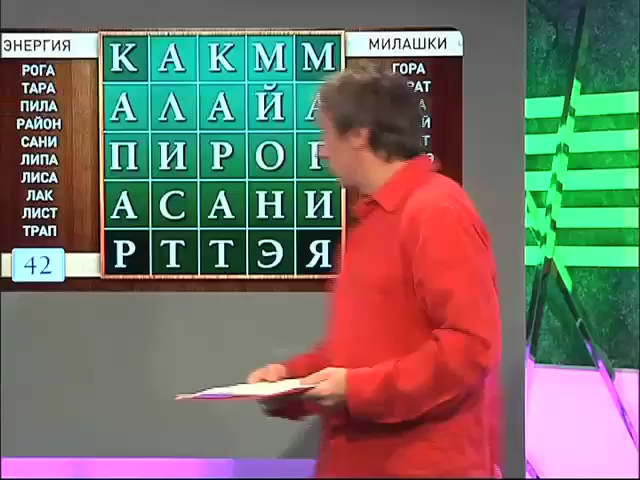 ЭНЕРГИЯ
РОГА
ТАРА
ПИЛА
РАЙОН
САНИ
ЛИПА
ЛИСА
ЛАК
ЛИСТ
ТРАП
42
К А К М М
А Л А Й А
П И Р О Г
А С А Н И
Р Т Т Э Я
МИЛАШКИ
ГОРА